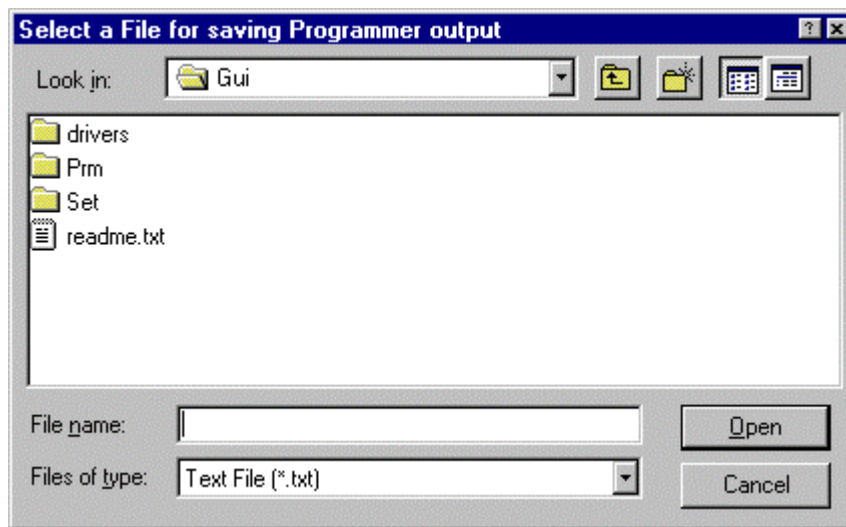 Select a File for saving Programmer output
Look in: Gui
drivers
Prm
Set
readme.txt
File name: Open
Files of type: Text File (*.txt) Cancel